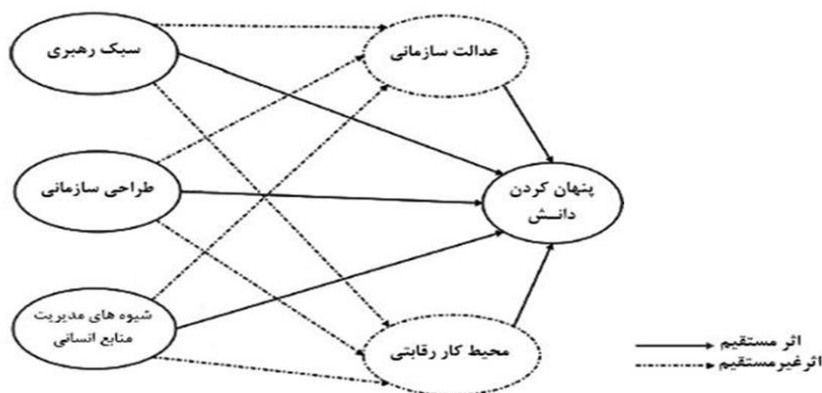 سبک رهبری
عدالت سازمانی
طراحی سازمانی
پنهان کردن
دانــش
شیوه های مدیریت
منابع انسانی
محیط کار رقابتی
اثر مستقیم
اثرغیرمستقیم